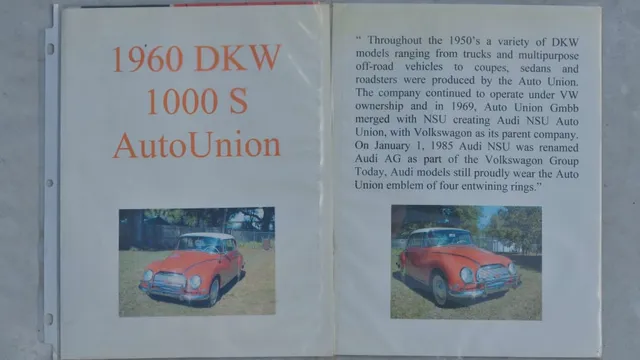 1960 DKW
1000 S
AutoUnion
“ Throughout the 1950’s a variety of DKW
models ranging from trucks and multipurpose
off-road vehicles to coupes, sedans and
roadsters were produced by the Auto Union.
The company continued to operate under VW
ownership and in 1969, Auto Union Gmbb
merged with NSU creating Audi NSU Auto
Union, with Volkswagen as its parent company.
On January 1, 1985 Audi NSU was renamed
Audi AG as part of the Volkswagen Group
Today, Audi models still proudly wear the Auto
Union emblem of four entwining rings.”